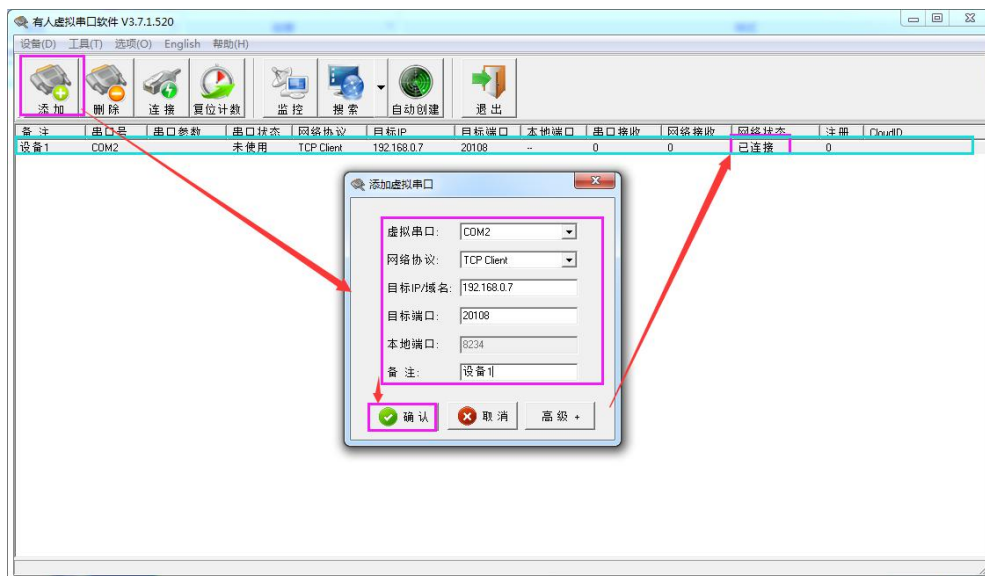 有人虚拟串口软件 V3.7.1.520
设备(D) 工具(T) 选项(O) English 帮助(H)
添加 删除 连接 复位计数 监控 搜索 自动创建 退出
备注 串口号 串口参数 串口状态 网络协议 目标IP 目标端口 本地端口 串口接收 网络接收 网络状态 注册 CloudID
设备1 COM2 未使用 TCP Client 192.168.0.7 20108 -- 0 0 已连接 0
添加虚拟串口
虚拟串口: COM2
网络协议: TCP Client
目标IP/域名: 192.168.0.7
目标端口: 20108
本地端口: 8234
备 注: 设备1
确认 取消 高级 +